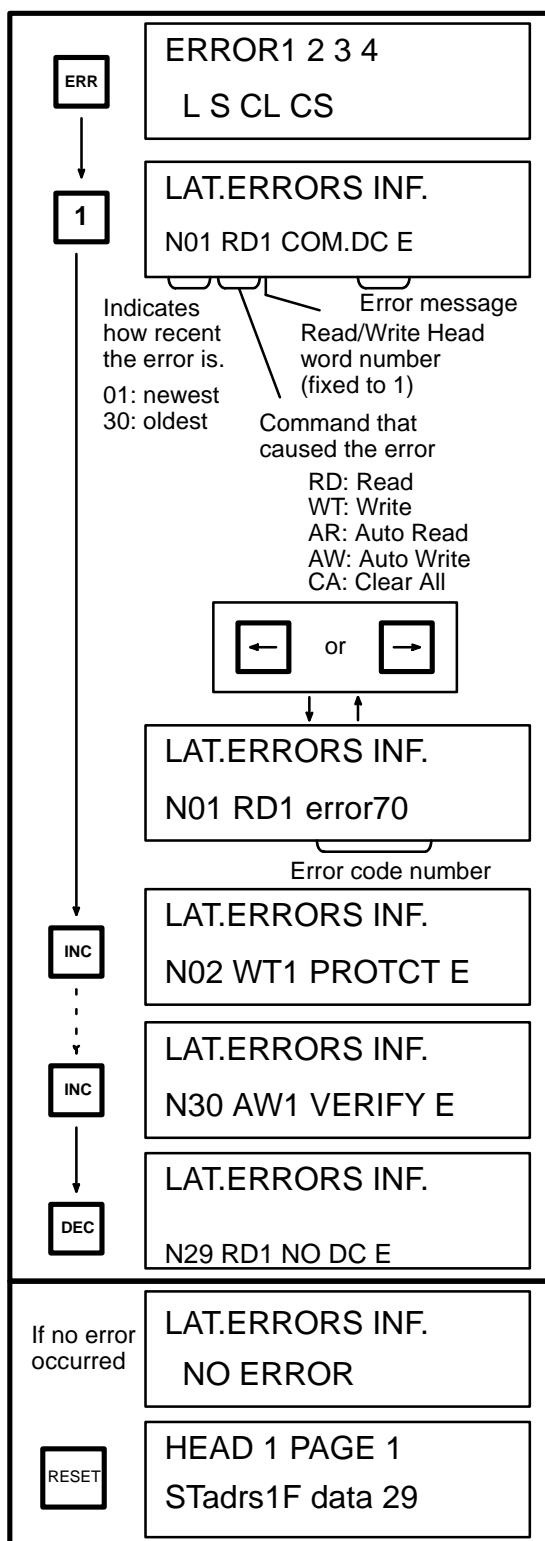 ERR
ERROR1 2 3 4
L S CL CS
1
LAT.ERRORS INF.
N01 RD1 COM.DC E
Indicates
how recent
the error is.
01: newest
30: oldest
Error message
Read/Write Head
word number
(fixed to 1)
Command that
caused the error
RD: Read
WT: Write
AR: Auto Read
AW: Auto Write
CA: Clear All
← or →
LAT.ERRORS INF.
N01 RD1 error70
Error code number
INC
LAT.ERRORS INF.
N02 WT1 PROTCT E
INC
LAT.ERRORS INF.
N30 AW1 VERIFY E
DEC
LAT.ERRORS INF.
N29 RD1 NO DC E
If no error
occurred
LAT.ERRORS INF.
NO ERROR
RESET
HEAD 1 PAGE 1
STadrs1F data 29